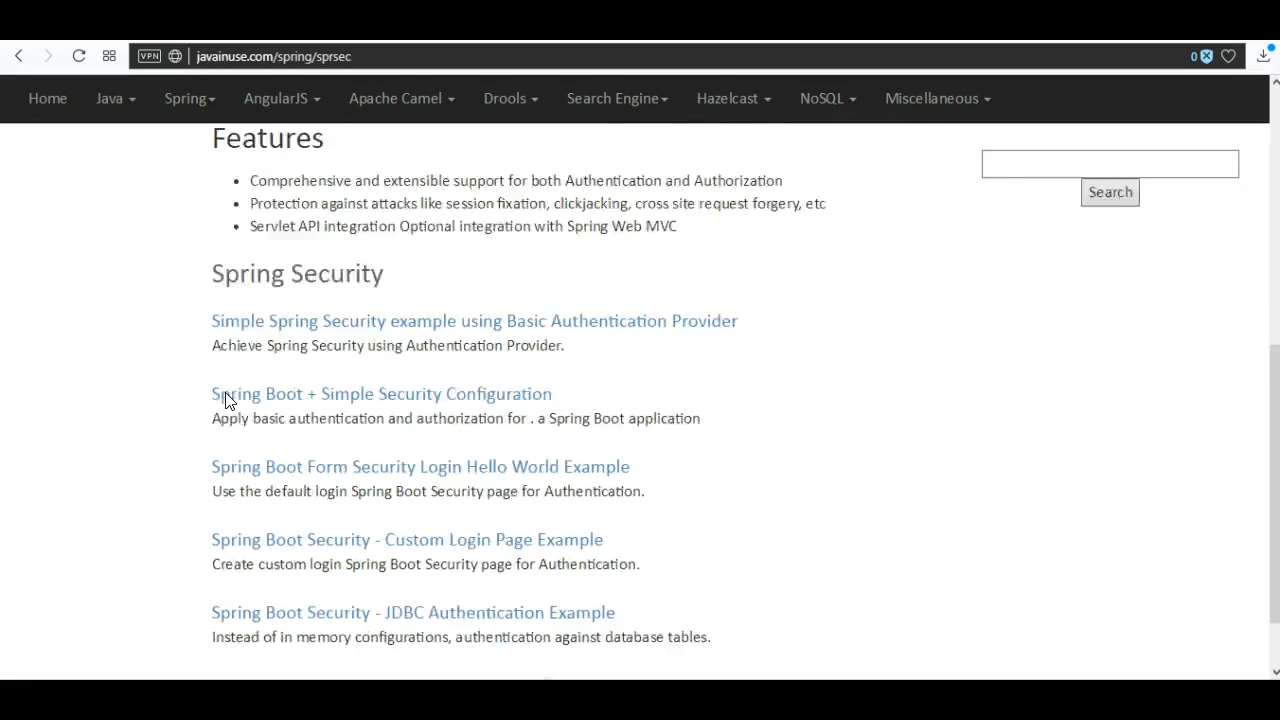 VPN javainuse.com/spring/sprsec 0
Home Java Spring AngularJS Apache Camel Drools Search Engine Hazelcast NoSQL Miscellaneous
Features
Comprehensive and extensible support for both Authentication and Authorization
Protection against attacks like session fixation, clickjacking, cross site request forgery, etc
Servlet API integration Optional integration with Spring Web MVC
Search
Spring Security
Simple Spring Security example using Basic Authentication Provider
Achieve Spring Security using Authentication Provider.
Spring Boot + Simple Security Configuration
Apply basic authentication and authorization for . a Spring Boot application
Spring Boot Form Security Login Hello World Example
Use the default login Spring Boot Security page for Authentication.
Spring Boot Security - Custom Login Page Example
Create custom login Spring Boot Security page for Authentication.
Spring Boot Security - JDBC Authentication Example
Instead of in memory configurations, authentication against database tables.